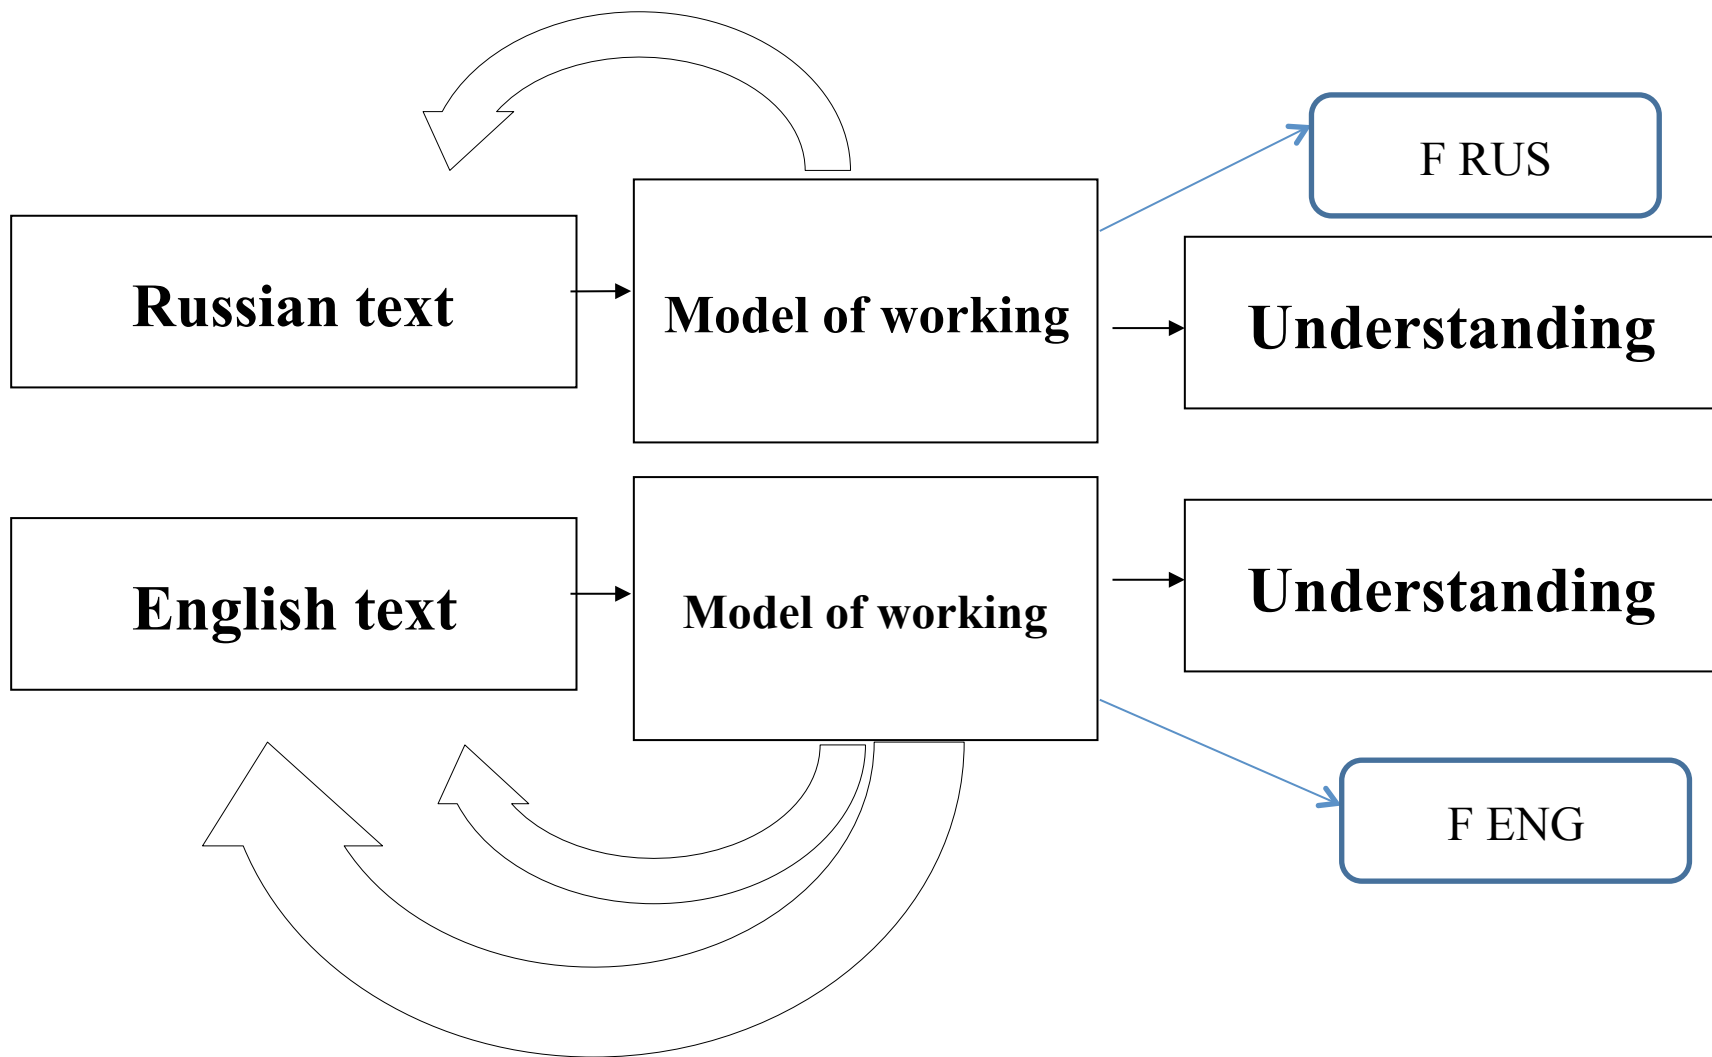 F RUS
Russian text
Model of working
Understanding
English text
Model of working
Understanding
F ENG